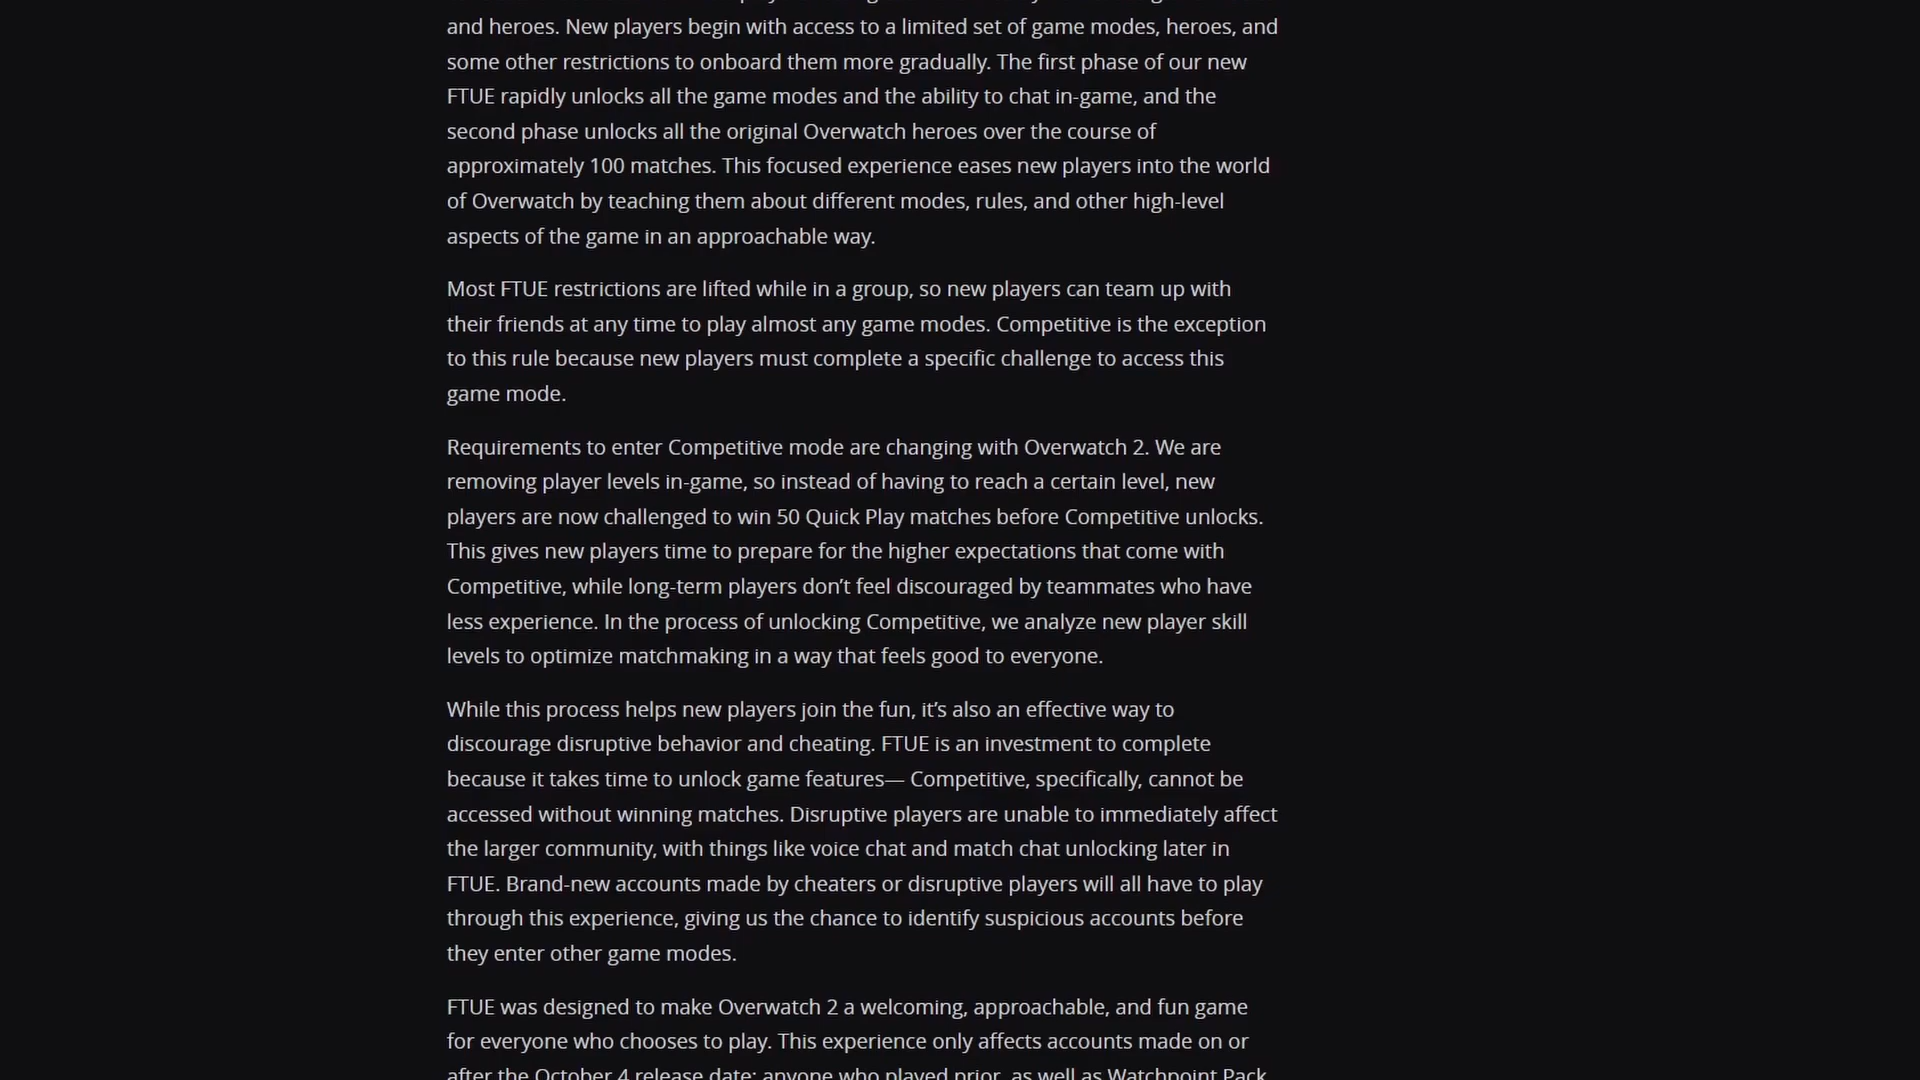 and heroes. New players begin with access to a limited set of game modes, heroes, and
some other restrictions to onboard them more gradually. The first phase of our new
FTUE rapidly unlocks all the game modes and the ability to chat in-game, and the
second phase unlocks all the original Overwatch heroes over the course of
approximately 100 matches. This focused experience eases new players into the world
of Overwatch by teaching them about different modes, rules, and other high-level
aspects of the game in an approachable way.
Most FTUE restrictions are lifted while in a group, so new players can team up with
their friends at any time to play almost any game modes. Competitive is the exception
to this rule because new players must complete a specific challenge to access this
game mode.
Requirements to enter Competitive mode are changing with Overwatch 2. We are
removing player levels in-game, so instead of having to reach a certain level, new
players are now challenged to win 50 Quick Play matches before Competitive unlocks.
This gives new players time to prepare for the higher expectations that come with
Competitive, while long-term players don’t feel discouraged by teammates who have
less experience. In the process of unlocking Competitive, we analyze new player skill
levels to optimize matchmaking in a way that feels good to everyone.
While this process helps new players join the fun, it’s also an effective way to
discourage disruptive behavior and cheating. FTUE is an investment to complete
because it takes time to unlock game features— Competitive, specifically, cannot be
accessed without winning matches. Disruptive players are unable to immediately affect
the larger community, with things like voice chat and match chat unlocking later in
FTUE. Brand-new accounts made by cheaters or disruptive players will all have to play
through this experience, giving us the chance to identify suspicious accounts before
they enter other game modes.
FTUE was designed to make Overwatch 2 a welcoming, approachable, and fun game
for everyone who chooses to play. This experience only affects accounts made on or
after the October 4 release date; anyone who played prior, as well as Watchpoint Pack